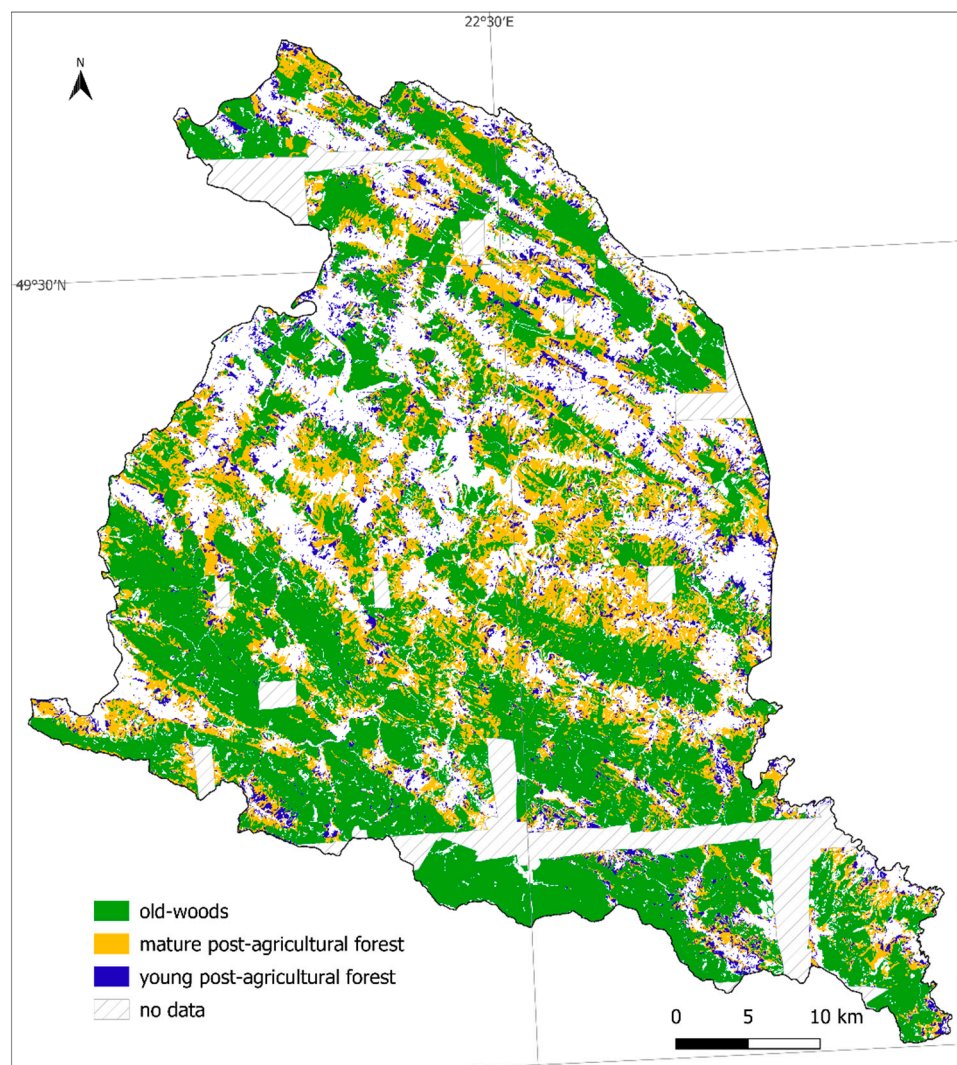 22°30'E
N
49°30'N
old-woods
mature post-agricultural forest
young post-agricultural forest
no data
0 5 10 km